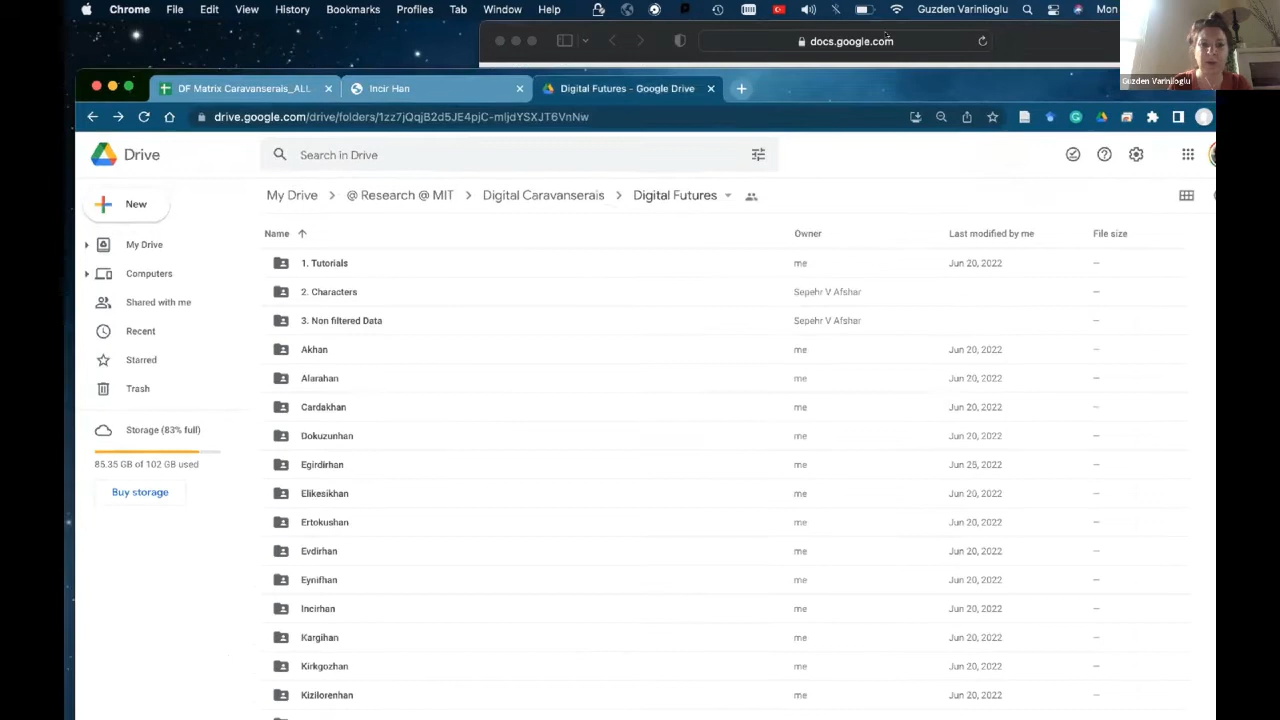 Chrome File Edit View History Bookmarks Profiles Tab Window Help Guzden Variniloglu Mon
docs.google.com
Guzden Variniloglu
DF Matrix Caravanserais_ALL Incir Han Digital Futures - Google Drive
drive.google.com/drive/folders/1zz7jQqjB2d5JE4pjC-mljdYSXJT6VnNw
Drive Search in Drive
New My Drive @ Research @ MIT Digital Caravanserais Digital Futures
Name Owner Last modified by me File size
My Drive
1. Tutorials me Jun 20, 2022 —
Computers
2. Characters Sepehr V Afshar —
Shared with me
3. Non filtered Data Sepehr V Afshar —
Recent
Akhan me Jun 20, 2022 —
Starred
Alarahan me Jun 20, 2022 —
Trash
Cardakhan me Jun 20, 2022 —
Storage (83% full)
Dokuzunhan me Jun 20, 2022 —
85.35 GB of 102 GB used
Egirdirhan me Jun 25, 2022 —
Buy storage
Elikesikhan me Jun 20, 2022 —
Ertokushan me Jun 20, 2022 —
Evdirhan me Jun 20, 2022 —
Eynifhan me Jun 20, 2022 —
Incirhan me Jun 20, 2022 —
Kargihan me Jun 20, 2022 —
Kirkgozhan me Jun 20, 2022 —
Kizilorenhan me Jun 20, 2022 —